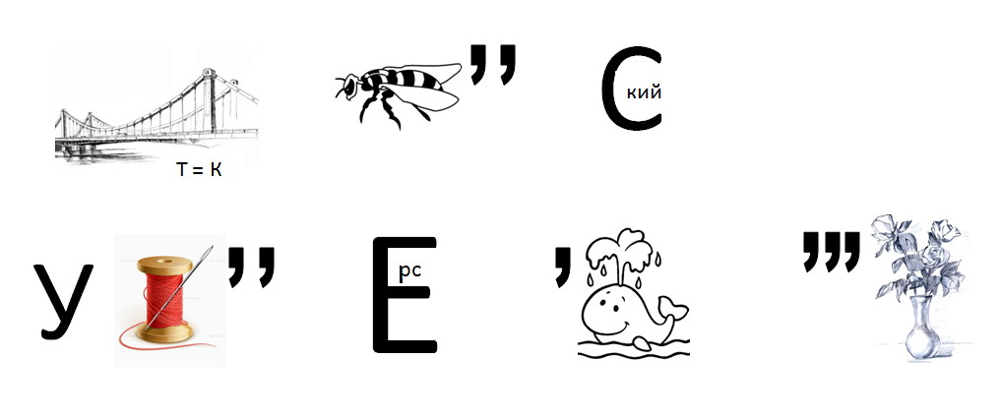 ,,
С
кий
Т = К
У
,,
Е
рс
,
,,,